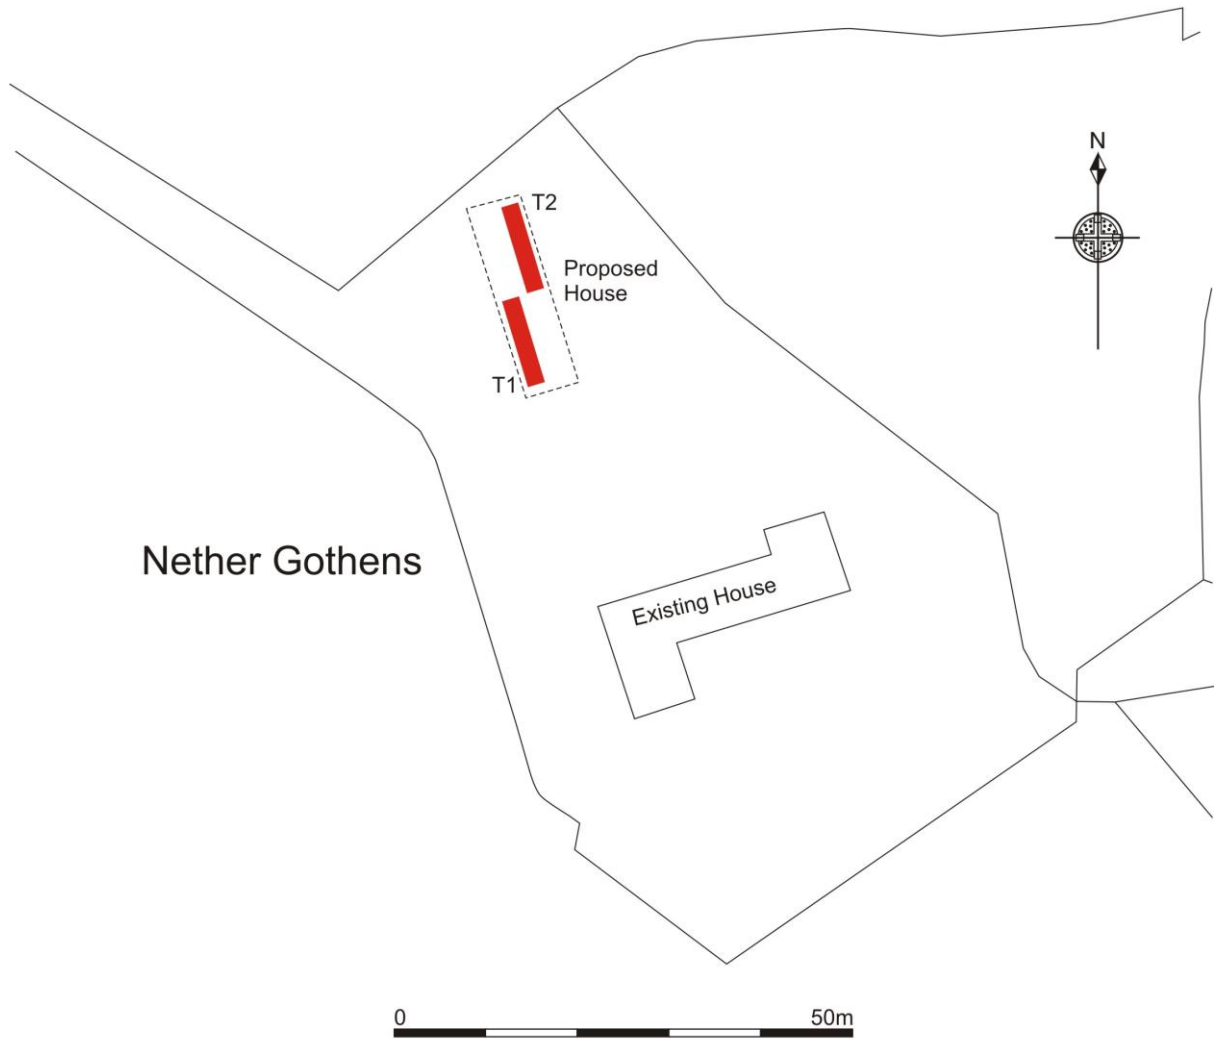 N
T2
Proposed
House
T1
Nether Gothens
Existing House
0
50m